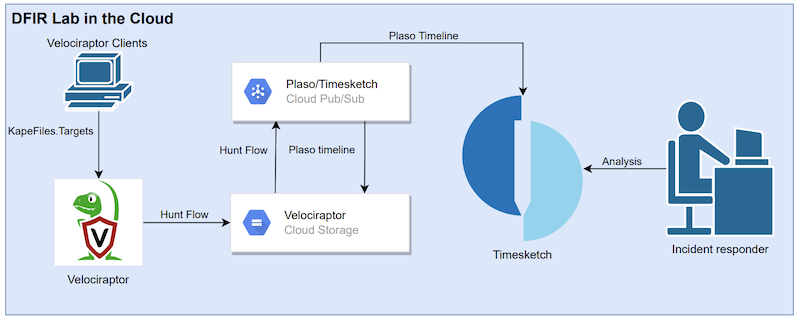 DFIR Lab in the Cloud
Velociraptor Clients
Plaso Timeline
Plaso/Timesketch
Cloud Pub/Sub
KapeFiles.Targets
Hunt Flow
Plaso timeline
Analysis
V
Hunt Flow
Velociraptor
Cloud Storage
Timesketch
Incident responder
Velociraptor